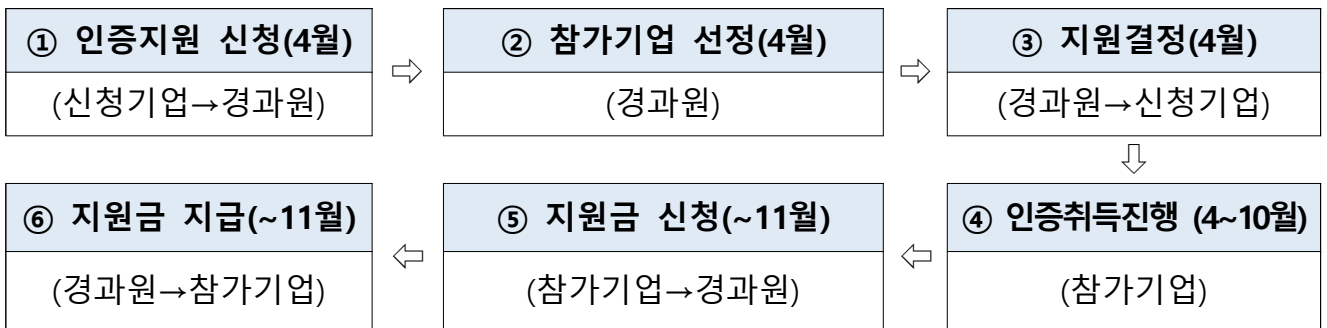 ① 인증지원 신청(4월)
(신청기업→경과원)
② 참가기업 선정(4월)
(경과원)
③ 지원결정(4월)
(경과원→신청기업)
④ 인증취득진행 (4~10월)
(참가기업)
⑤ 지원금 신청(~11월)
(참가기업→경과원)
⑥ 지원금 지급(~11월)
(경과원→참가기업)